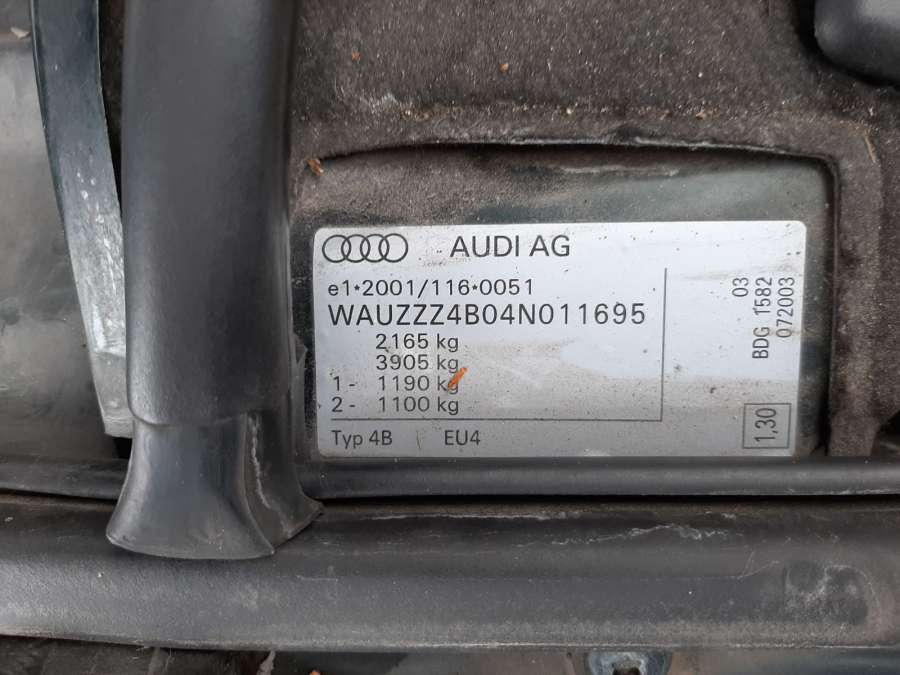 AUDI AG
e1*2001/116*0051
WAUZZZ4B04N011695
2165 kg
3905 kg
1- 1190 kg
2- 1100 kg
Typ 4B EU4
03
BDG 1582
072003
1,30